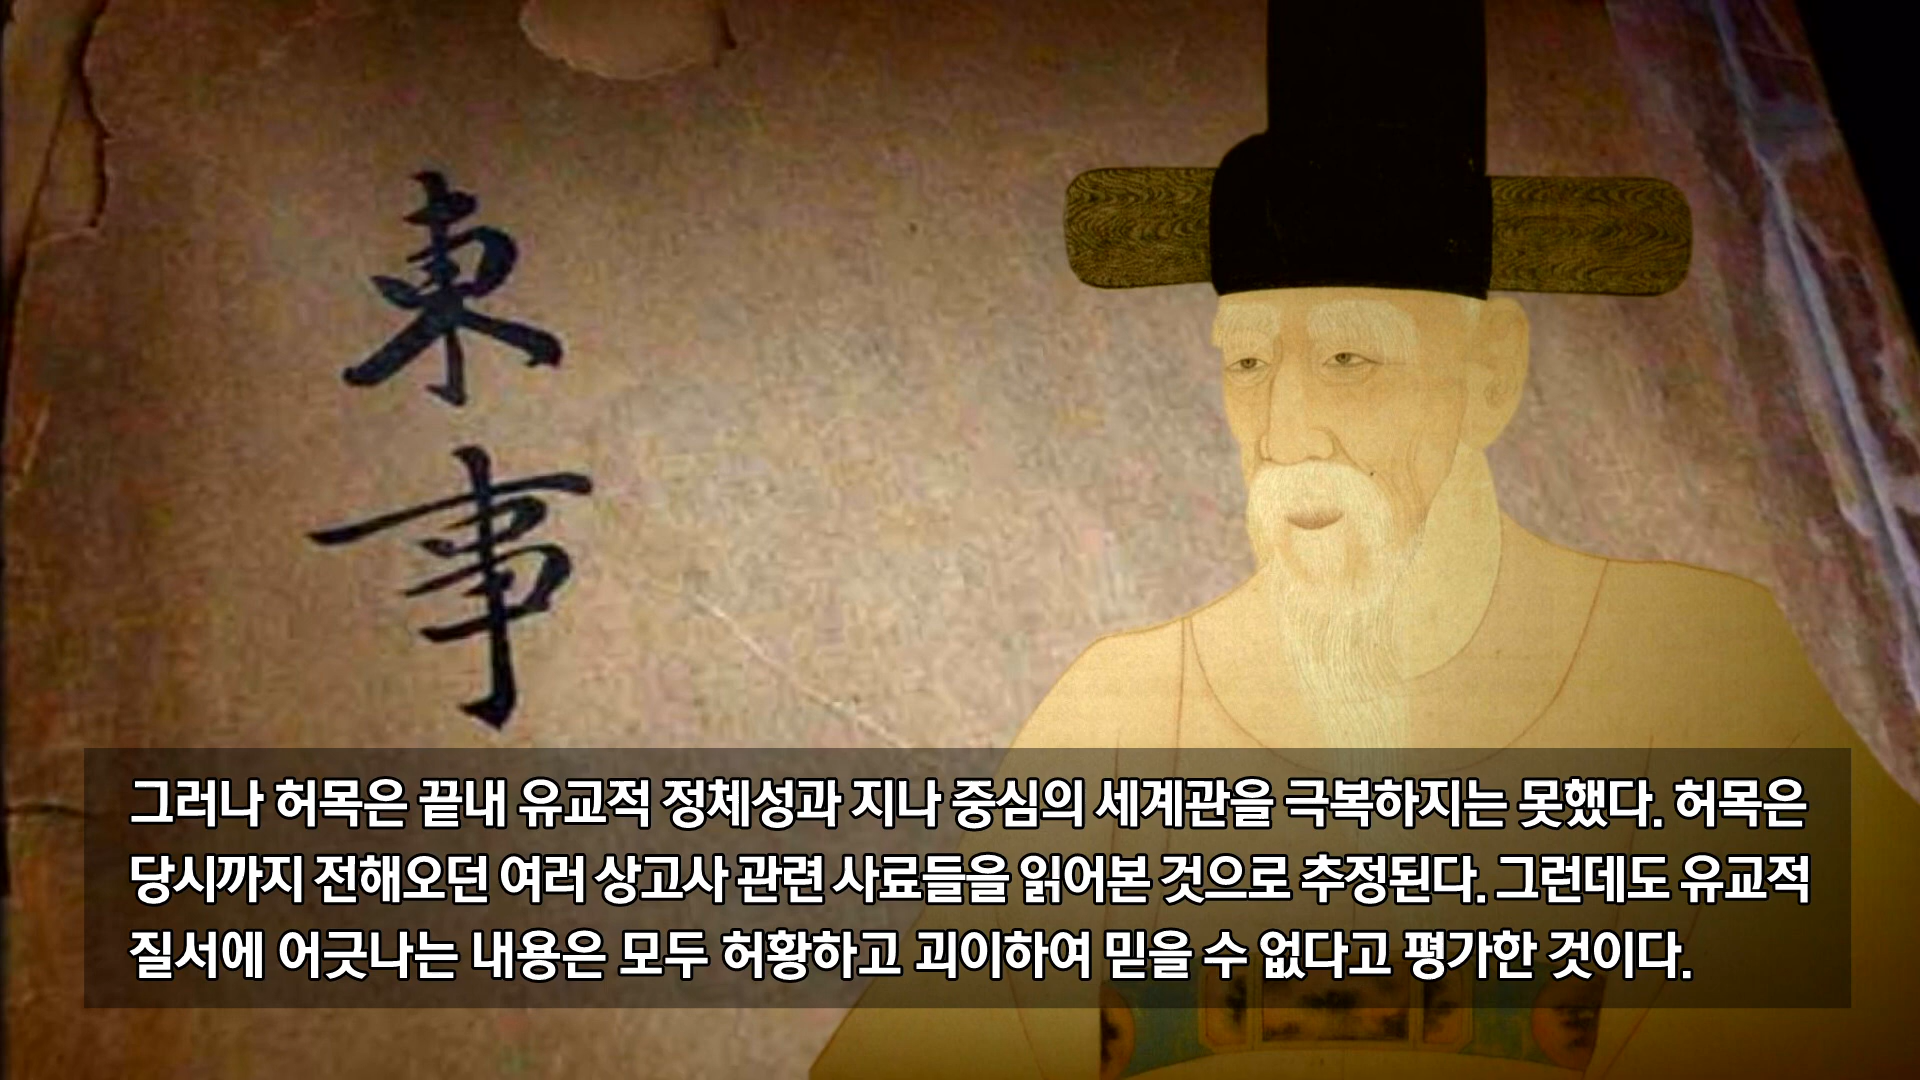 東事
그러나 허목은 끝내 유교적 정체성과 지나 중심의 세계관을 극복하지는 못했다. 허목은
당시까지 전해오던 여러 상고사 관련 사료들을 읽어본 것으로 추정된다. 그런데도 유교적
질서에 어긋나는 내용은 모두 허황하고 괴이하여 믿을 수 없다고 평가한 것이다.